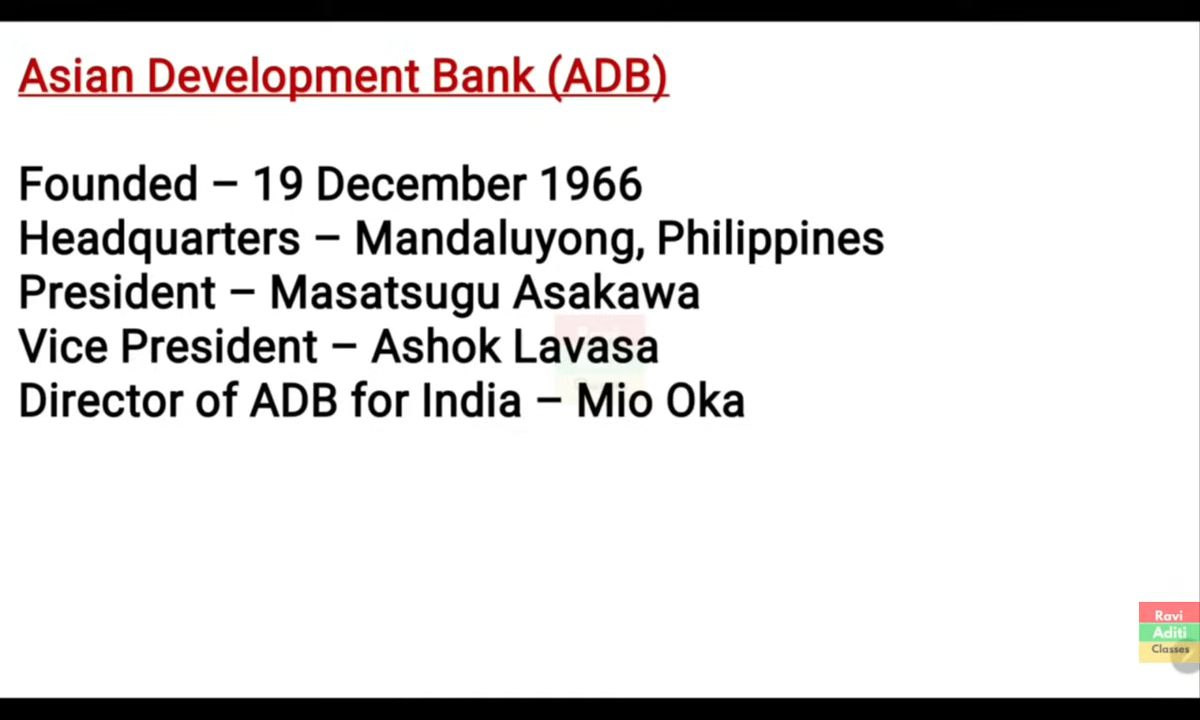 Asian Development Bank (ADB)
Founded – 19 December 1966
Headquarters – Mandaluyong, Philippines
President – Masatsugu Asakawa
Vice President – Ashok Lavasa
Director of ADB for India – Mio Oka
Ravi
Aditi
Classes